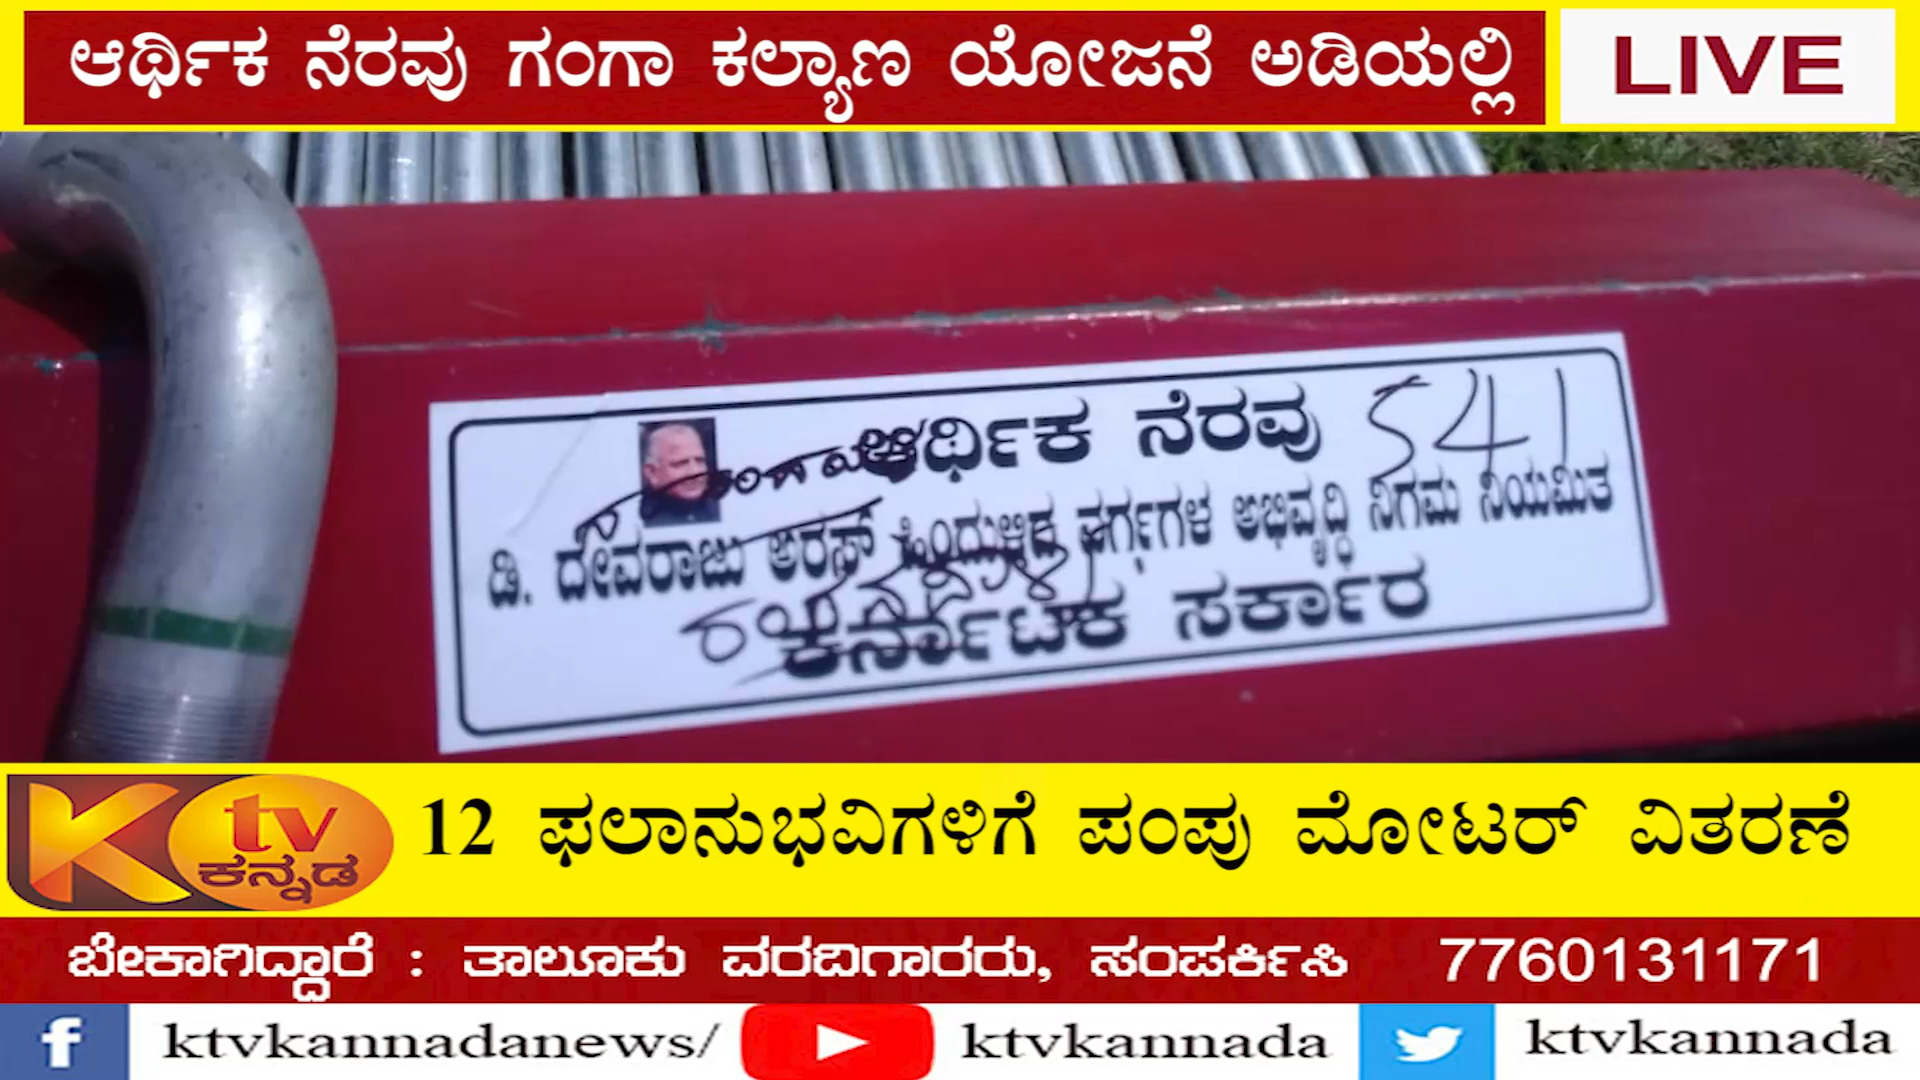 ಆರ್ಥಿಕ ನೆರವು ಗಂಗಾ ಕಲ್ಯಾಣ ಯೋಜನೆ ಅಡಿಯಲ್ಲಿ
LIVE
ಆರ್ಥಿಕ ನೆರವು 541
ಡಿ. ದೇವರಾಜು ಅರಸ್ ಹಿಂದುಳಿದ ವರ್ಗಗಳ ಅಭಿವೃದ್ಧಿ ನಿಗಮ ನಿಯಮಿತ
ಕರ್ನಾಟಕ ಸರ್ಕಾರ
K tv ಕನ್ನಡ
12 ಫಲಾನುಭವಿಗಳಿಗೆ ಪಂಪು ಮೋಟರ್ ವಿತರಣೆ
ಬೇಕಾಗಿದ್ದಾರೆ : ತಾಲೂಕು ವರದಿಗಾರರು, ಸಂಪರ್ಕಿಸಿ 7760131171
f ktvkannadanews/ ktvkannada ktvkannada